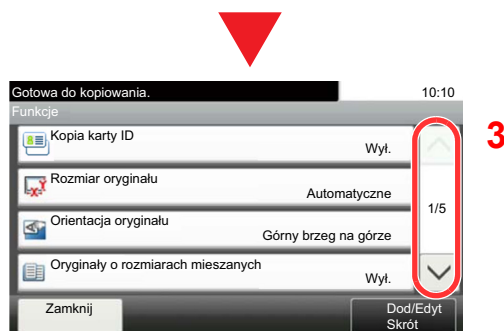 Gotowa do kopiowania. 10:10
Funkcje
Kopia karty ID
Wył.
3
Rozmiar oryginału
Automatyczne
1/5
Orientacja oryginału
Górny brzeg na górze
Oryginały o rozmiarach mieszanych
Wył.
Zamknij
Dod/Edyt
Skrót